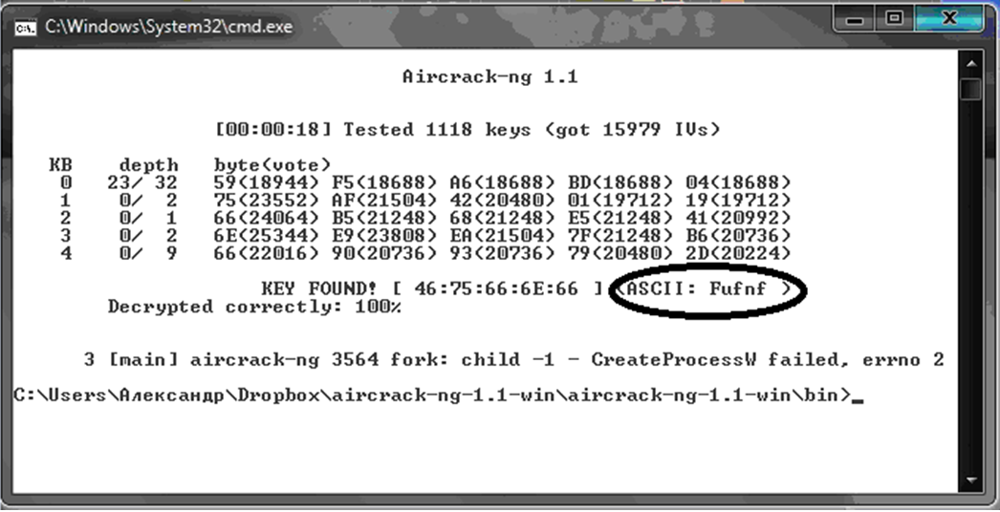 C:\Windows\System32\cmd.exe
Aircrack-ng 1.1
[00:00:18] Tested 1118 keys (got 15979 IVs)
KB depth byte(vote)
0 23/ 32 59(18944) F5(18688) A6(18688) BD(18688) 04(18688)
1 0/ 2 75(23552) AF(21504) 42(20480) 01(19712) 19(19712)
2 0/ 1 66(24064) B5(21248) 68(21248) E5(21248) 41(20992)
3 0/ 2 6E(25344) E9(23808) EA(21504) 7F(21248) B6(20736)
4 0/ 9 66(22016) 90(20736) 93(20736) 79(20480) 2D(20224)
KEY FOUND! [ 46:75:66:6E:66 ] (ASCII: Fufnf )
Decrypted correctly: 100%
3 [main] aircrack-ng 3564 fork: child -1 - CreateProcessW failed, errno 2
C:\Users\Александр\Dropbox\aircrack-ng-1.1-win\aircrack-ng-1.1-win\bin>_